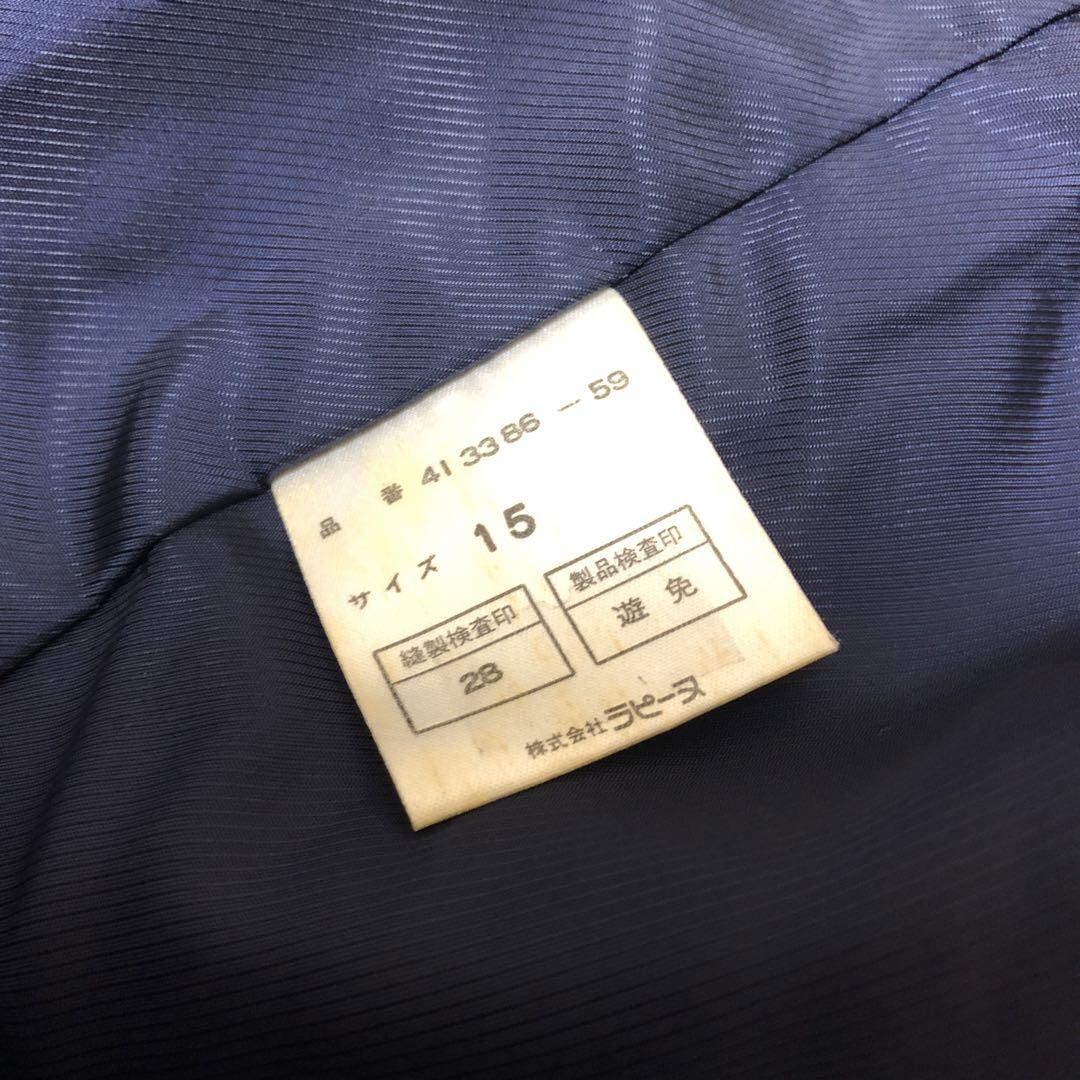 品番 413386-59
サイズ 15
縫製検査印 製品検査印
28 遊免
株式会社ラピーヌ